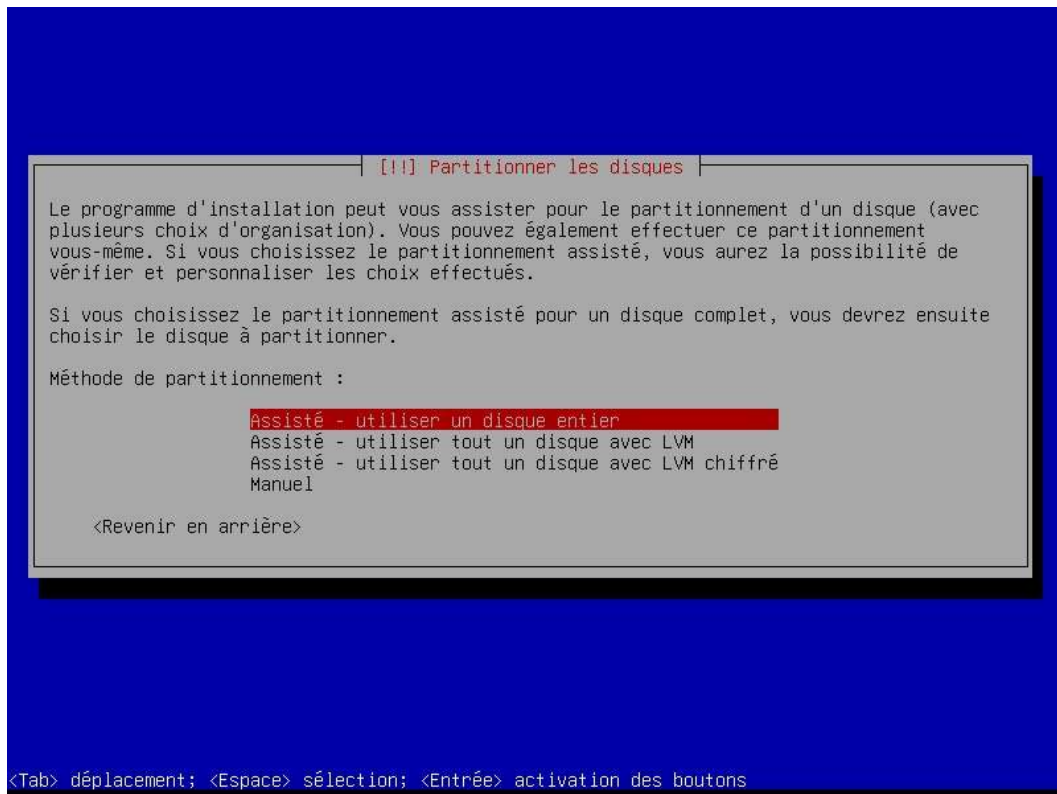 [!!] Partitionner les disques
Le programme d'installation peut vous assister pour le partitionnement d'un disque (avec
plusieurs choix d'organisation). Vous pouvez également effectuer ce partitionnement
vous-même. Si vous choisissez le partitionnement assisté, vous aurez la possibilité de
vérifier et personnaliser les choix effectués.
Si vous choisissez le partitionnement assisté pour un disque complet, vous devrez ensuite
choisir le disque à partitionner.
Méthode de partitionnement :
Assisté - utiliser un disque entier
Assisté - utiliser tout un disque avec LVM
Assisté - utiliser tout un disque avec LVM chiffré
Manuel
<Revenir en arrière>
<Tab> déplacement; <Espace> sélection; <Entrée> activation des boutons